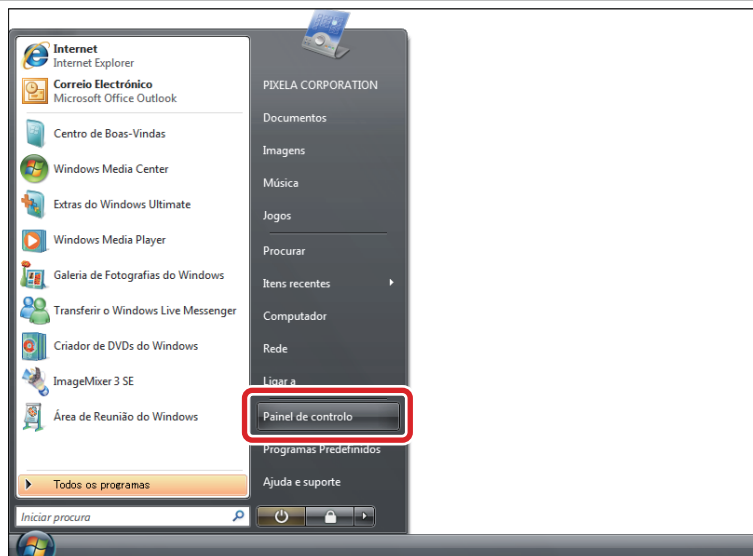 Internet
Internet Explorer
Correio Electrónico
Microsoft Office Outlook
Centro de Boas-Vindas
Windows Media Center
Extras do Windows Ultimate
Windows Media Player
Galeria de Fotografias do Windows
Transferir o Windows Live Messenger
Criador de DVDs do Windows
ImageMixer 3 SE
Área de Reunião do Windows
Todos os programas
Iniciar procura
PIXELA CORPORATION
Documentos
Imagens
Música
Jogos
Procurar
Itens recentes
Computador
Rede
Ligar a
Painel de controlo
Programas Predefinidos
Ajuda e suporte